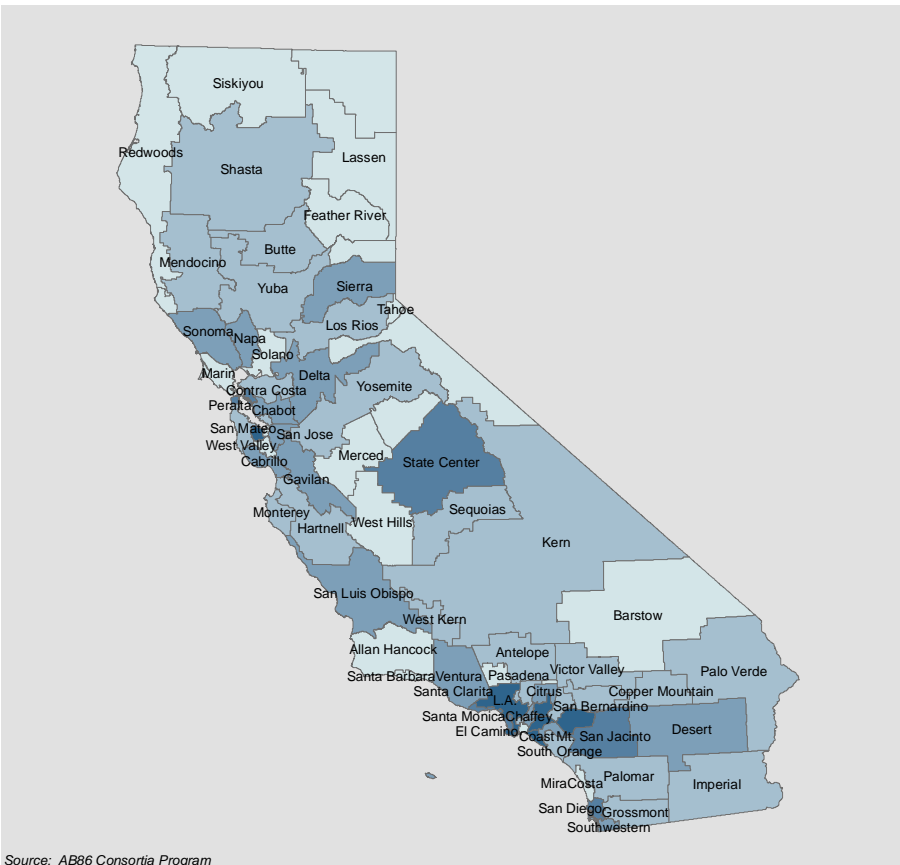 Siskiyou
Redwoods
Lassen
Shasta
Feather River
Butte
Mendocino
Yuba
Sierra
Tahoe
Los Rios
Sonoma
Napa
Solano
Marin
Delta
Contra Costa
Yosemite
Peralta
Chabot
San Mateo
San Jose
West Valley
Merced
Cabrillo
State Center
Gavilan
Monterey
Sequoias
West Hills
Hartnell
Kern
San Luis Obispo
Barstow
West Kern
Allan Hancock
Antelope
Victor Valley
Palo Verde
Santa Barbara
Ventura
Pasadena
Santa Clarita
Citrus
Copper Mountain
L.A.
San Bernardino
Santa Monica
Chaffey
El Camino
Coast
Mt. San Jacinto
Desert
South Orange
MiraCosta
Palomar
Imperial
San Diego
Grossmont
Southwestern
Source: AB86 Consortia Program